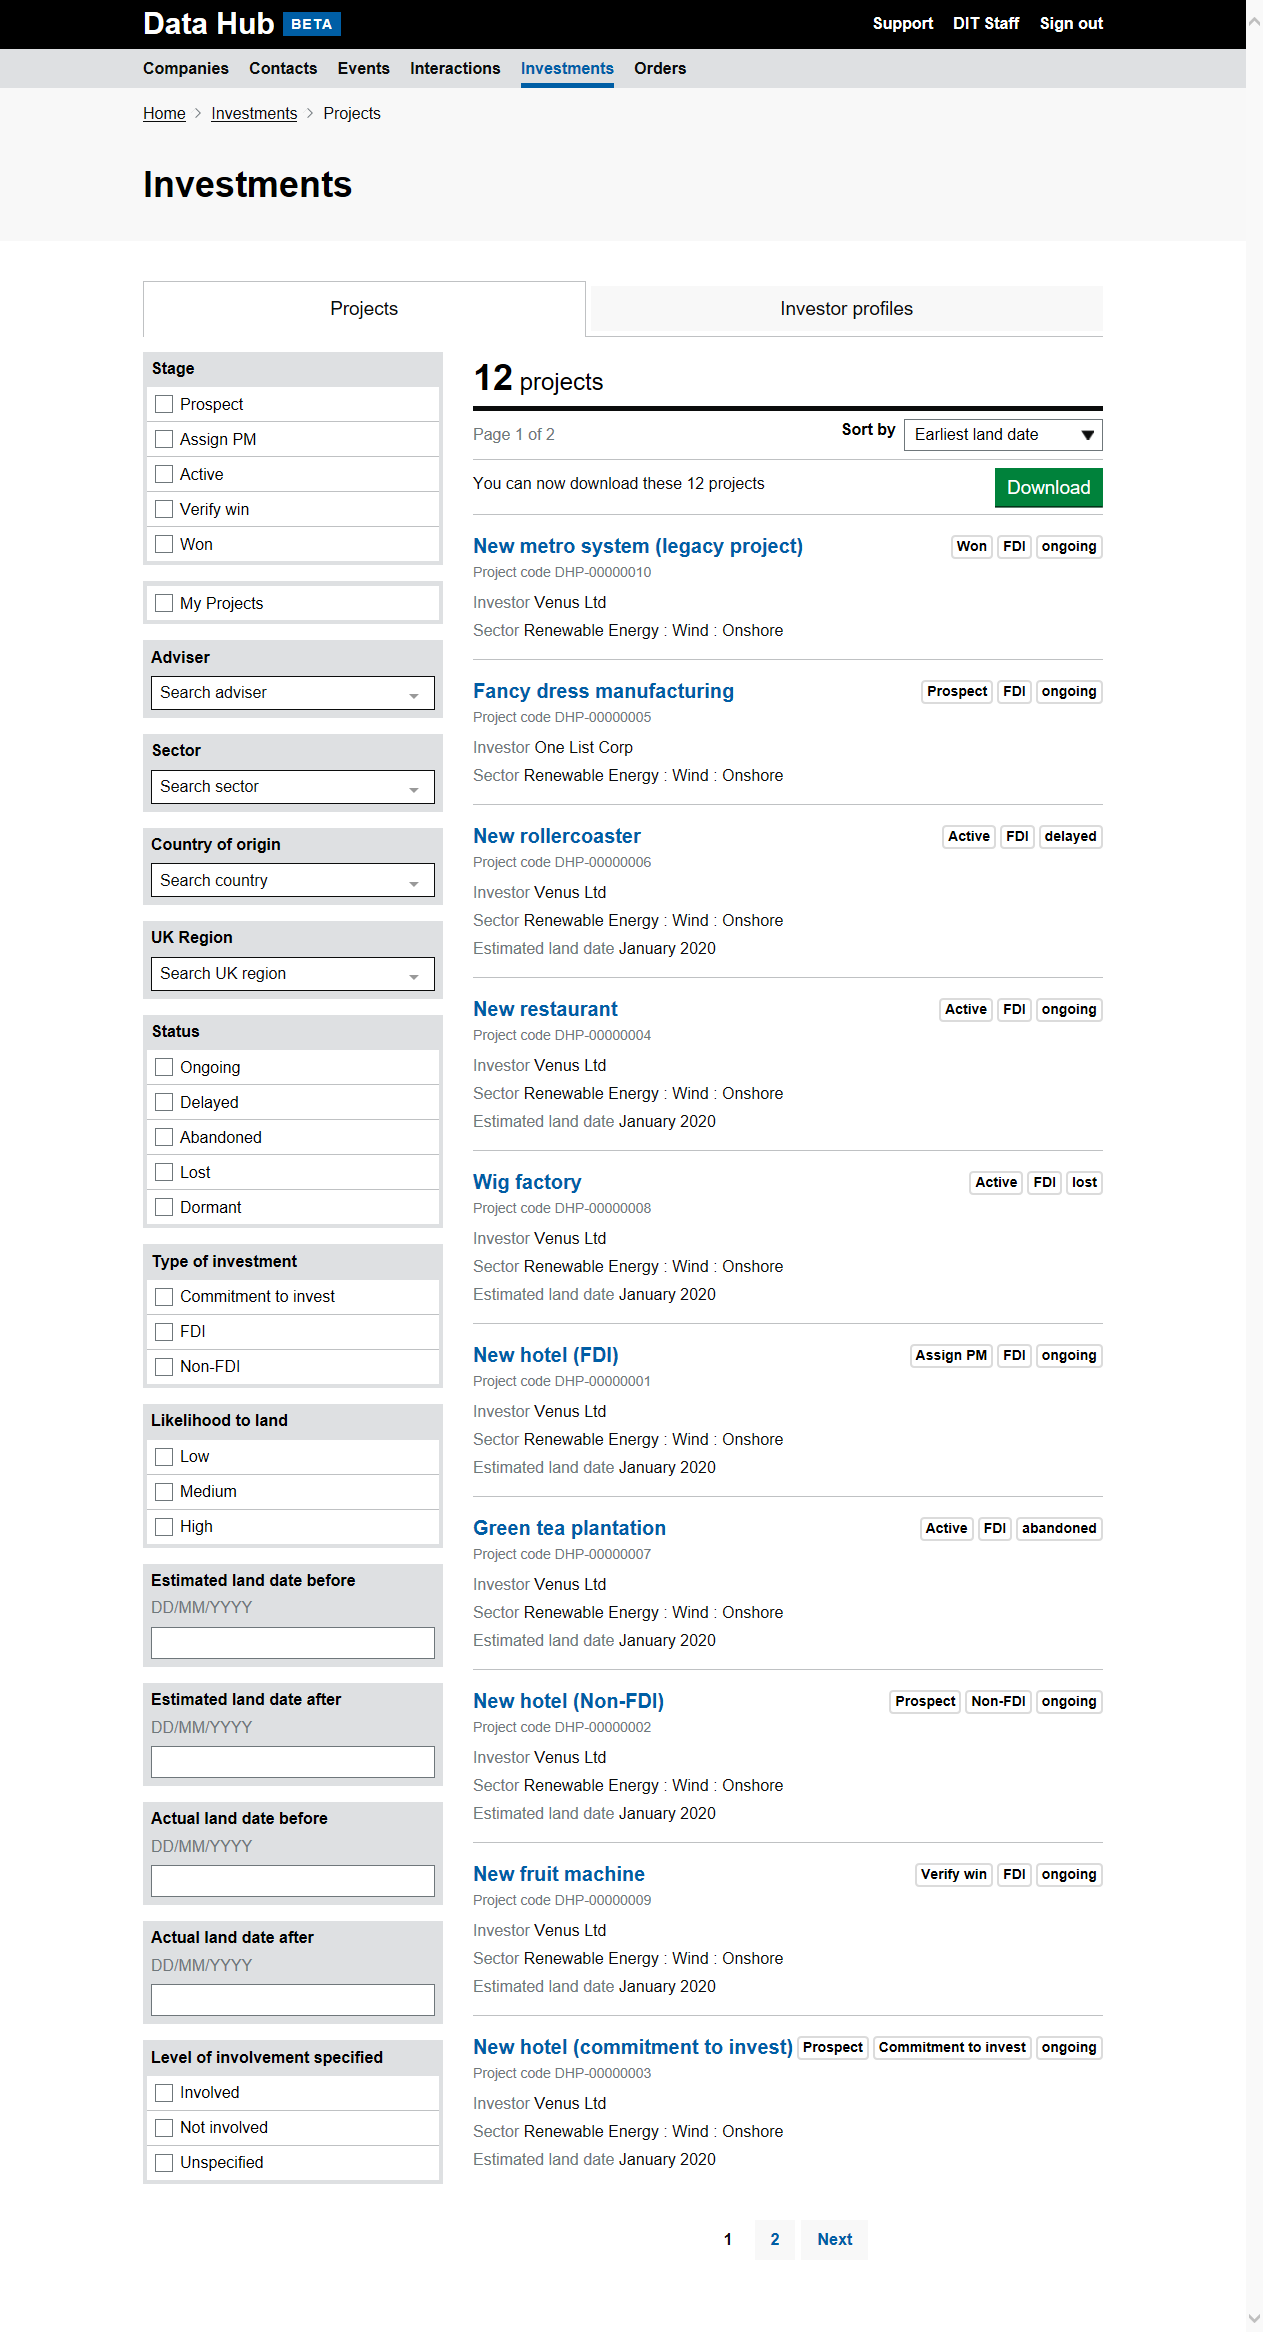 Data Hub BETA
Support DIT Staff Sign out
Companies Contacts Events Interactions Investments Orders
Home Investments Projects
Investments
Projects
Investor profiles
Stage
Prospect
Assign PM
Active
Verify win
Won
My Projects
Adviser
Search adviser
Sector
Search sector
Country of origin
Search country
UK Region
Search UK region
Status
Ongoing
Delayed
Abandoned
Lost
Dormant
Type of investment
Commitment to invest
FDI
Non-FDI
Likelihood to land
Low
Medium
High
Estimated land date before
DD/MM/YYYY
Estimated land date after
DD/MM/YYYY
Actual land date before
DD/MM/YYYY
Actual land date after
DD/MM/YYYY
Level of involvement specified
Involved
Not involved
Unspecified
12 projects
Page 1 of 2
Sort by Earliest land date
You can now download these 12 projects
Download
New metro system (legacy project) Won FDI ongoing
Project code DHP-00000010
Investor Venus Ltd
Sector Renewable Energy : Wind : Onshore
Fancy dress manufacturing Prospect FDI ongoing
Project code DHP-00000005
Investor One List Corp
Sector Renewable Energy : Wind : Onshore
New rollercoaster Active FDI delayed
Project code DHP-00000006
Investor Venus Ltd
Sector Renewable Energy : Wind : Onshore
Estimated land date January 2020
New restaurant Active FDI ongoing
Project code DHP-00000004
Investor Venus Ltd
Sector Renewable Energy : Wind : Onshore
Estimated land date January 2020
Wig factory Active FDI lost
Project code DHP-00000008
Investor Venus Ltd
Sector Renewable Energy : Wind : Onshore
Estimated land date January 2020
New hotel (FDI) Assign PM FDI ongoing
Project code DHP-00000001
Investor Venus Ltd
Sector Renewable Energy : Wind : Onshore
Estimated land date January 2020
Green tea plantation Active FDI abandoned
Project code DHP-00000007
Investor Venus Ltd
Sector Renewable Energy : Wind : Onshore
Estimated land date January 2020
New hotel (Non-FDI) Prospect Non-FDI ongoing
Project code DHP-00000002
Investor Venus Ltd
Sector Renewable Energy : Wind : Onshore
Estimated land date January 2020
New fruit machine Verify win FDI ongoing
Project code DHP-00000009
Investor Venus Ltd
Sector Renewable Energy : Wind : Onshore
Estimated land date January 2020
New hotel (commitment to invest) Prospect Commitment to invest ongoing
Project code DHP-00000003
Investor Venus Ltd
Sector Renewable Energy : Wind : Onshore
Estimated land date January 2020
1 2 Next